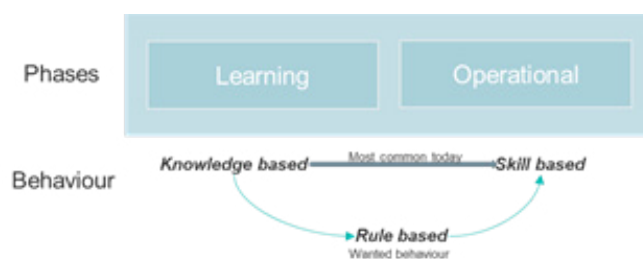 Phases
Learning
Operational
Behaviour
Knowledge based
Most common today
Skill based
Rule based
Wanted behaviour